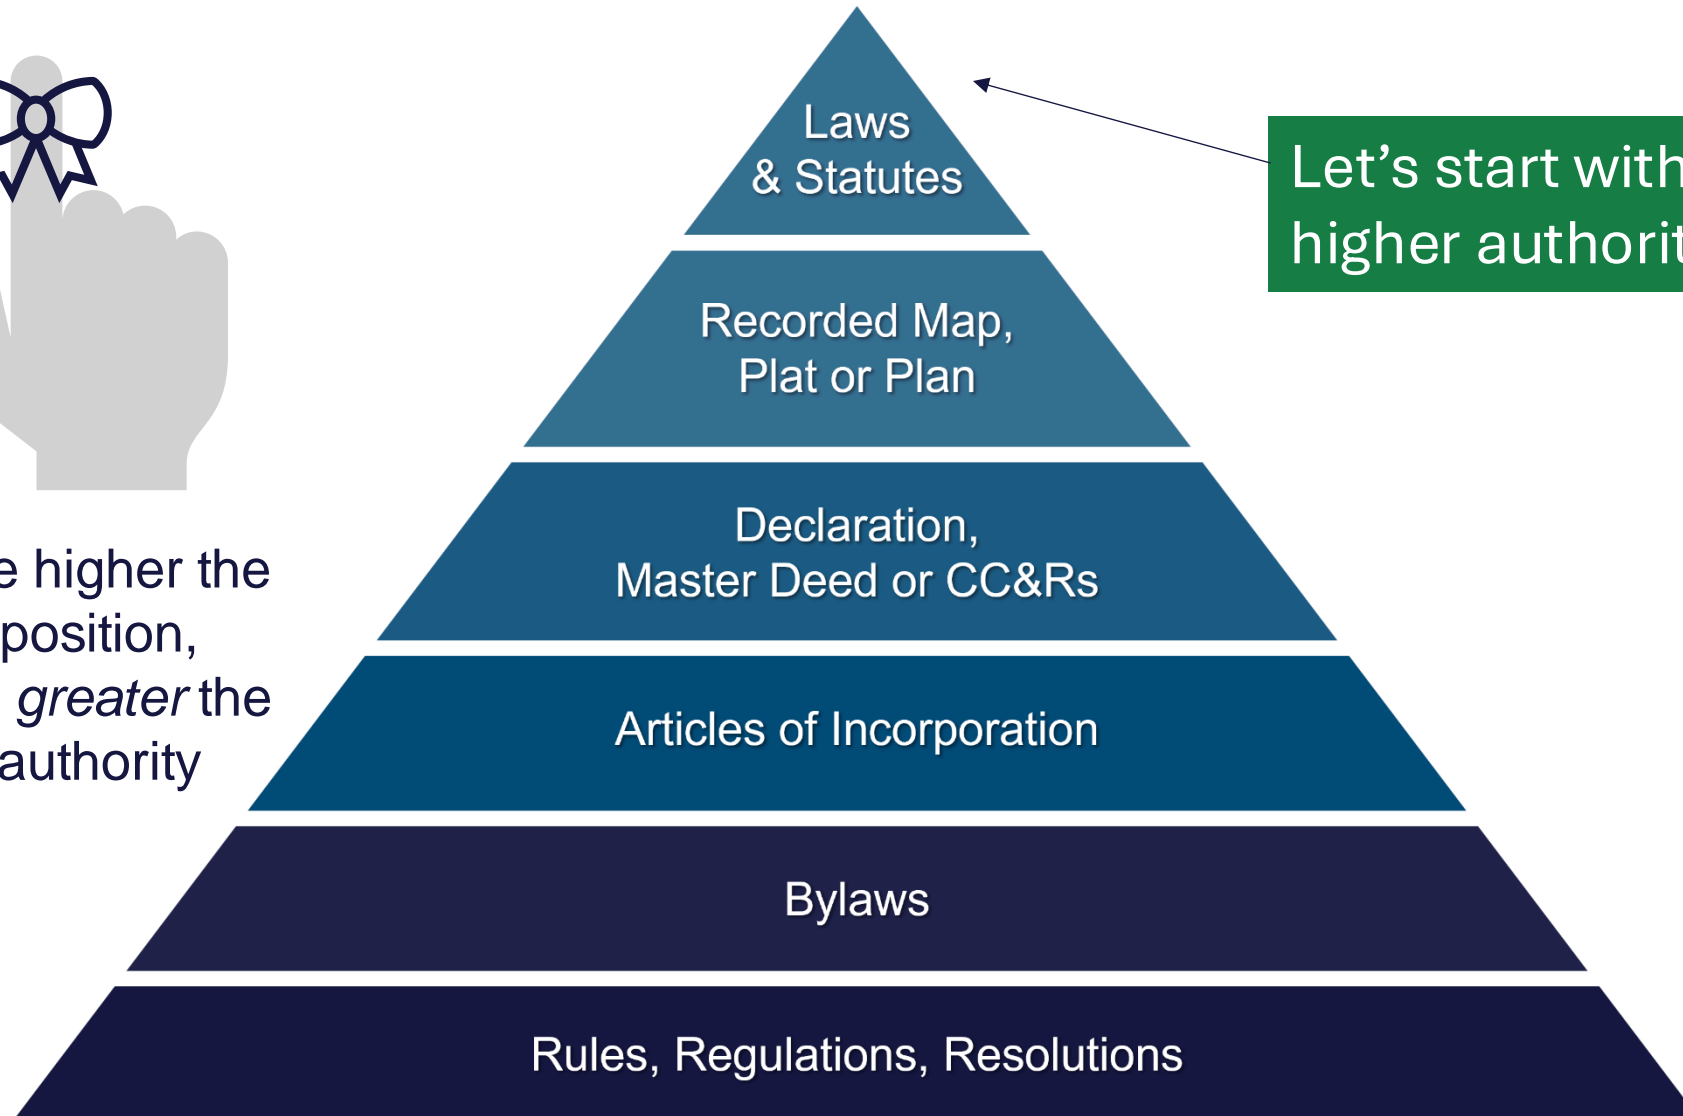 Laws
& Statutes
Let's start with
higher authorit
Recorded Map,
Plat or Plan
Declaration,
Master Deed or CC&Rs
e higher the
position,
greater the
authority
Articles of Incorporation
Bylaws
Rules, Regulations, Resolutions